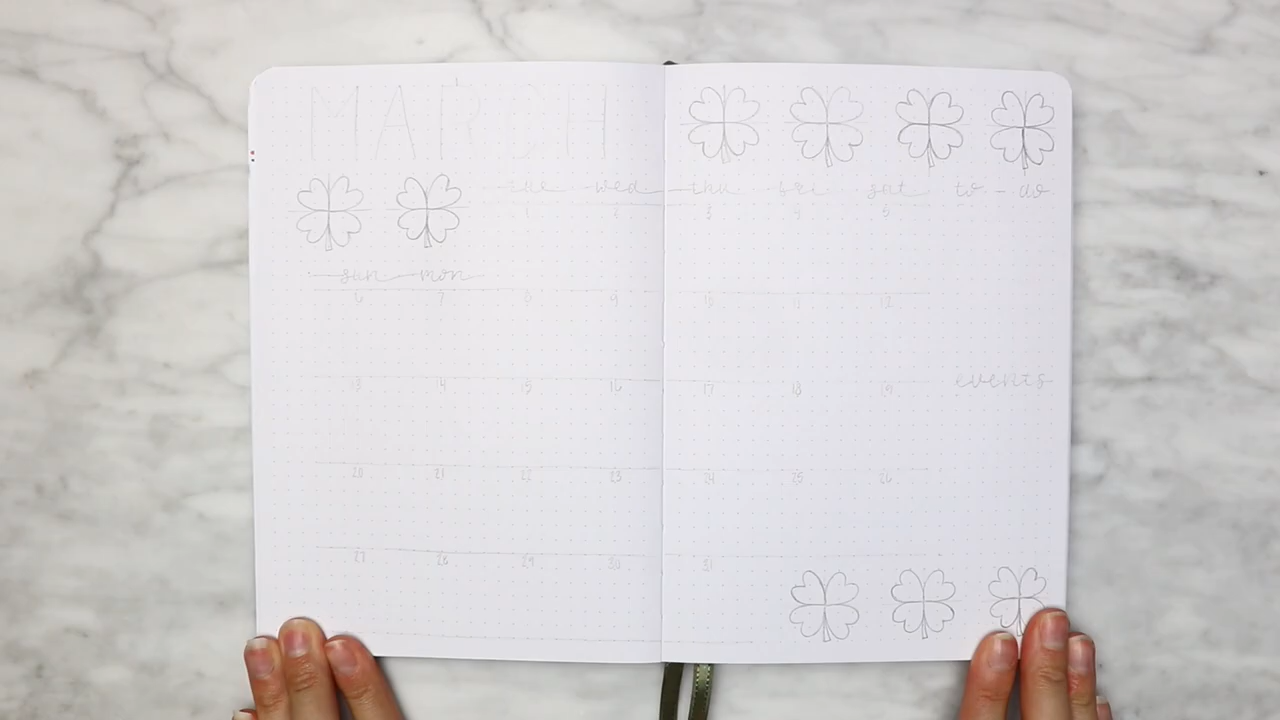 MARCH
tue wed thu fri sat to-do
1 2 3 4 5
sun mon
6 7 8 9 10 11 12
events
13 14 15 16 17 18 19
20 21 22 23 24 25 26
27 28 29 30 31